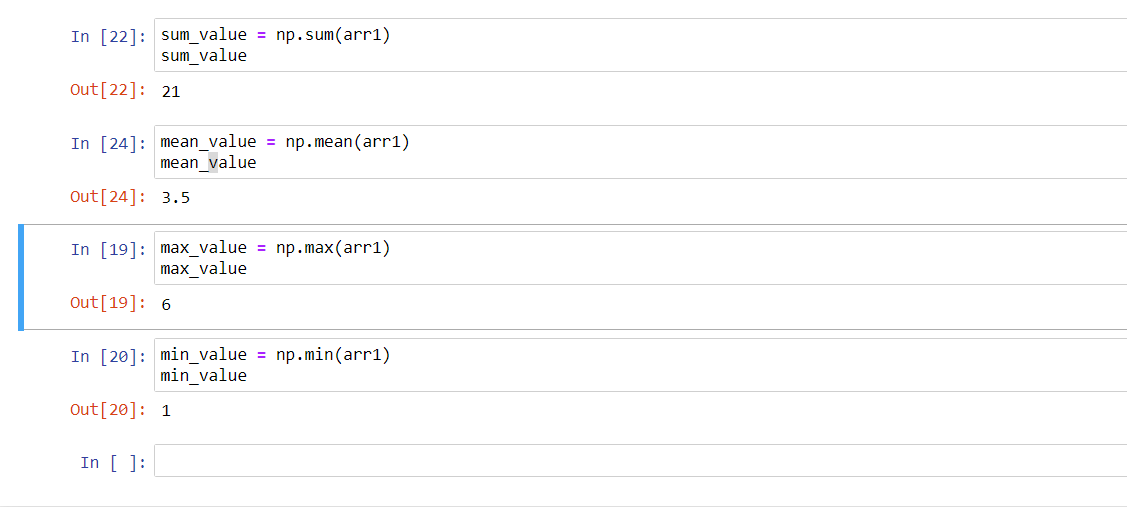 In [22]: sum_value = np.sum(arr1)
sum_value
Out[22]: 21
In [24]: mean_value = np.mean(arr1)
mean_value
Out[24]: 3.5
In [19]: max_value = np.max(arr1)
max_value
Out[19]: 6
In [20]: min_value = np.min(arr1)
min_value
Out[20]: 1
In [ ]: